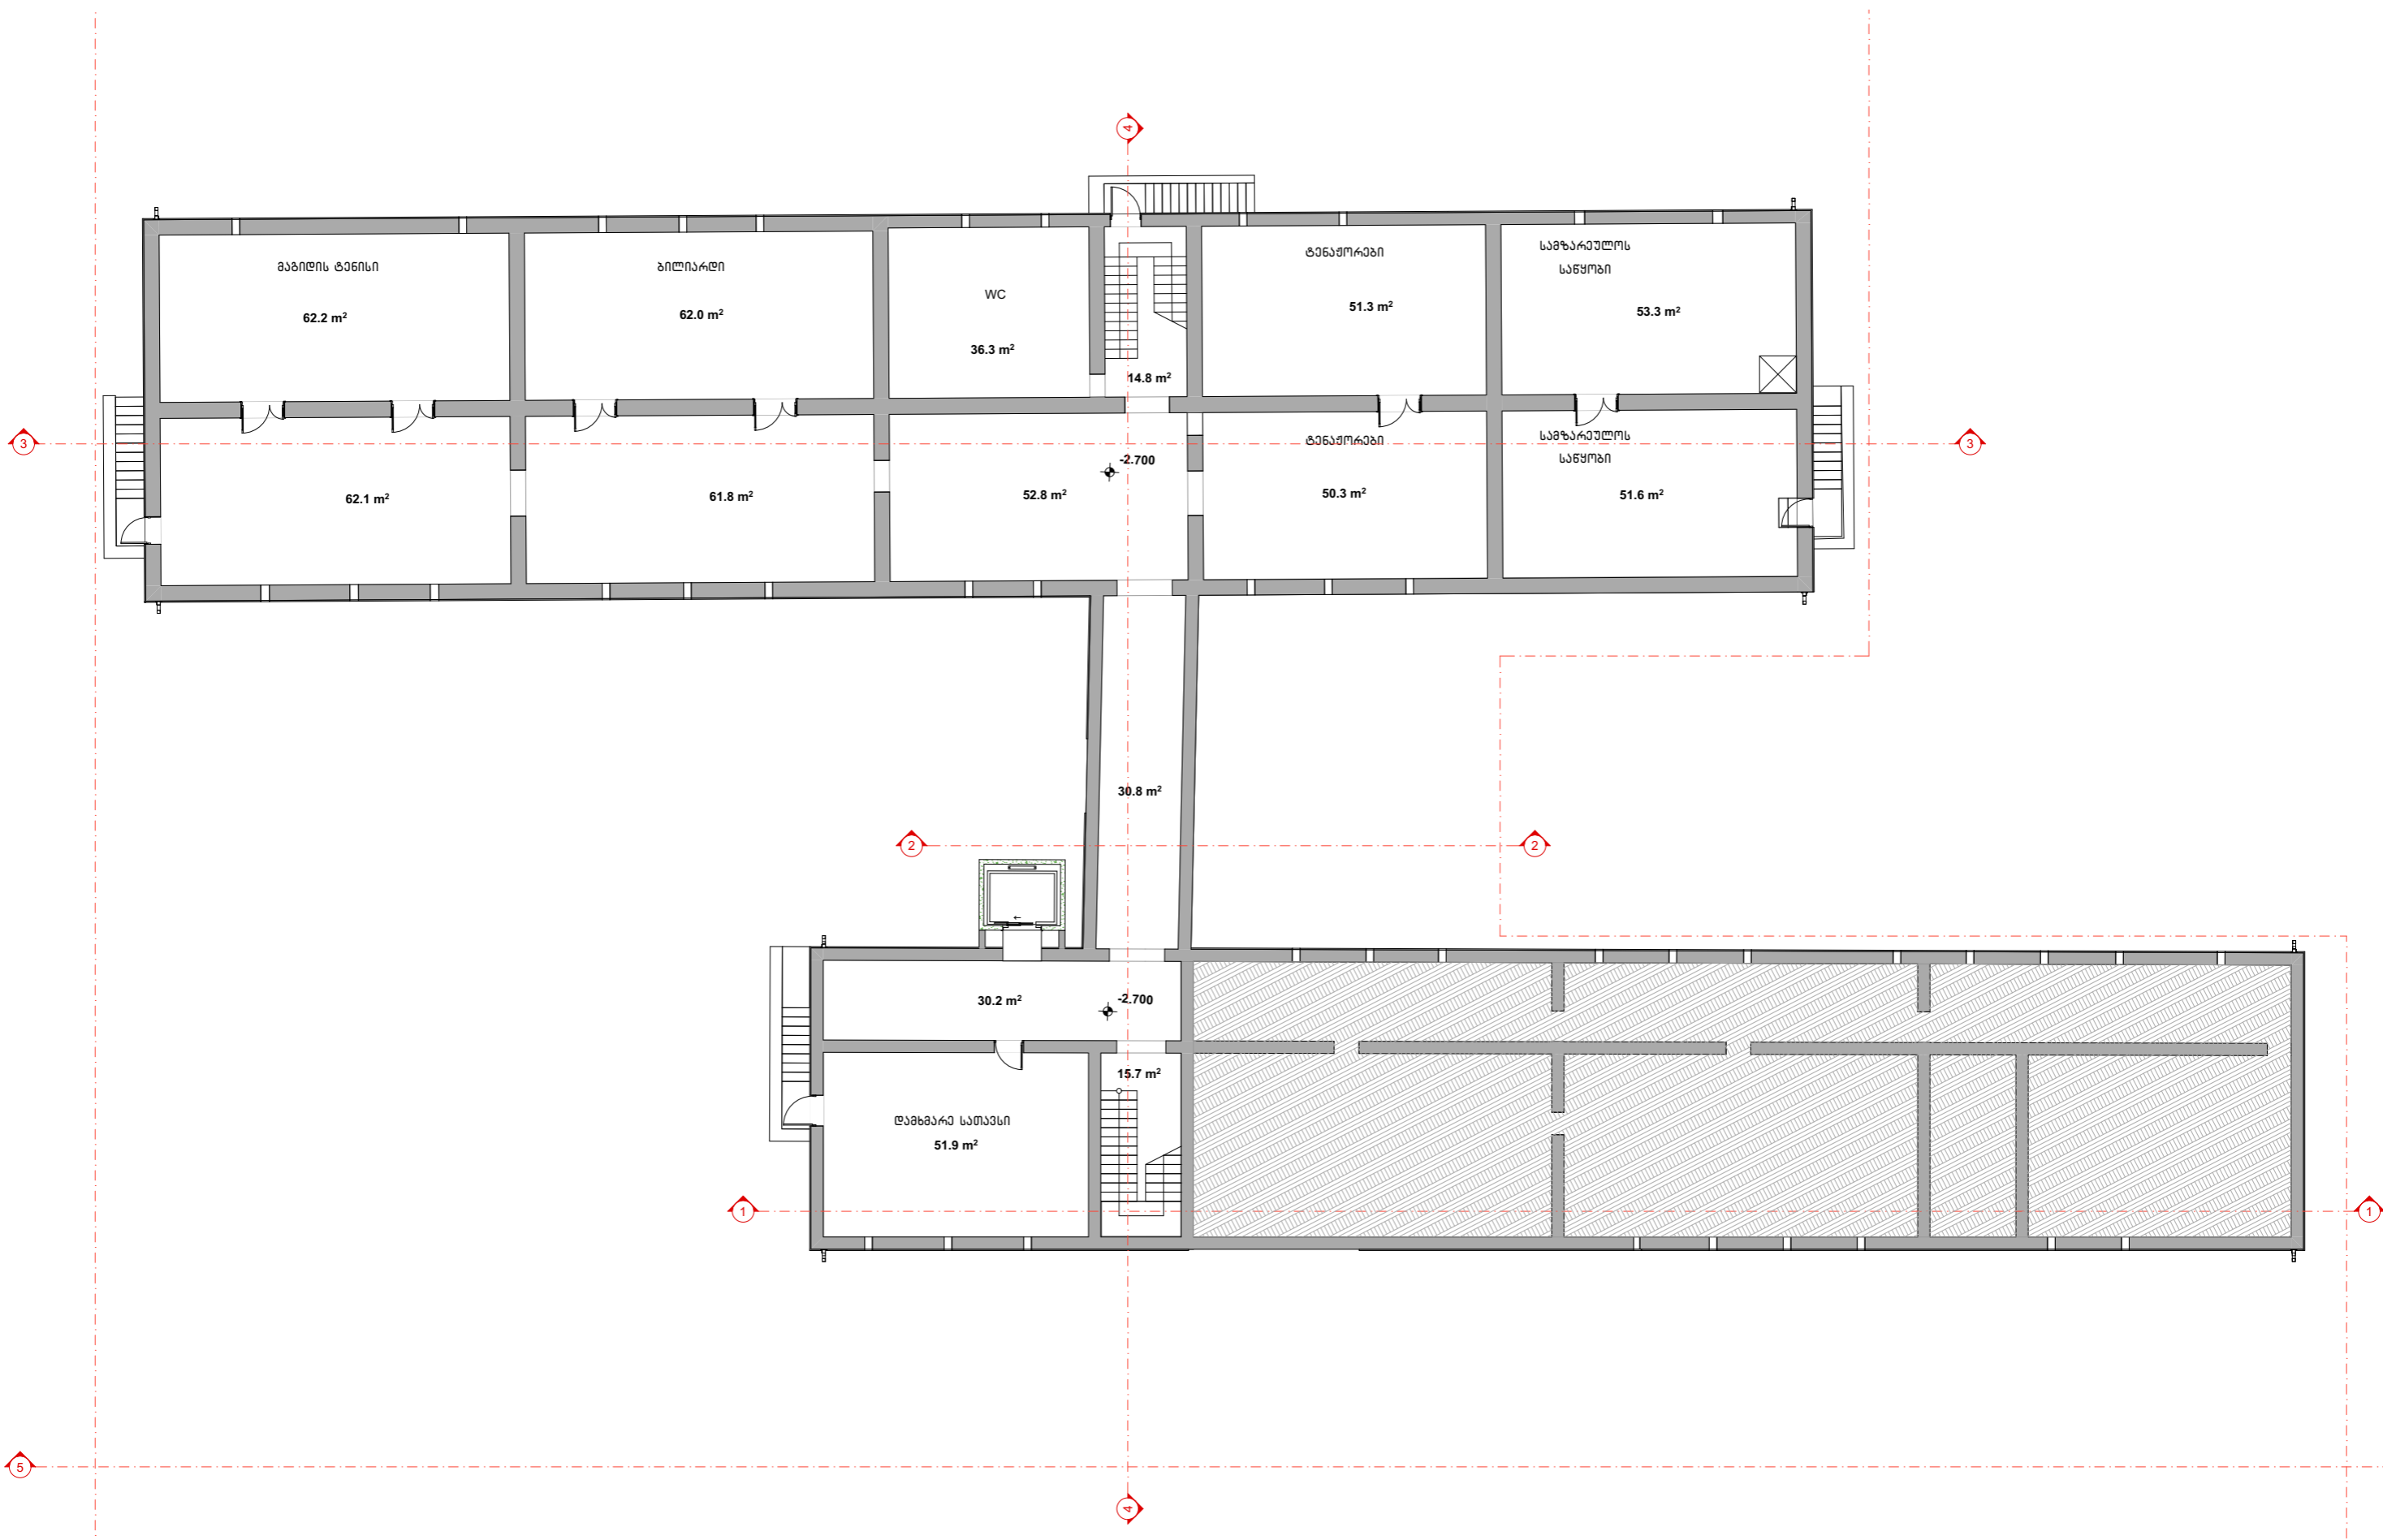 4
მაგიდის ტენისი
62.2 m²
ბილიარდი
62.0 m²
WC
36.3 m²
14.8 m²
ტენაჟორები
51.3 m²
სამზარეულოს
საწყობი
53.3 m²
3
3
62.1 m²
61.8 m²
52.8 m²
-2.700
ტენაჟორები
50.3 m²
სამზარეულოს
საწყობი
51.6 m²
30.8 m²
2
2
30.2 m²
-2.700
15.7 m²
დამხმარე სათავსი
51.9 m²
1
1
5
4